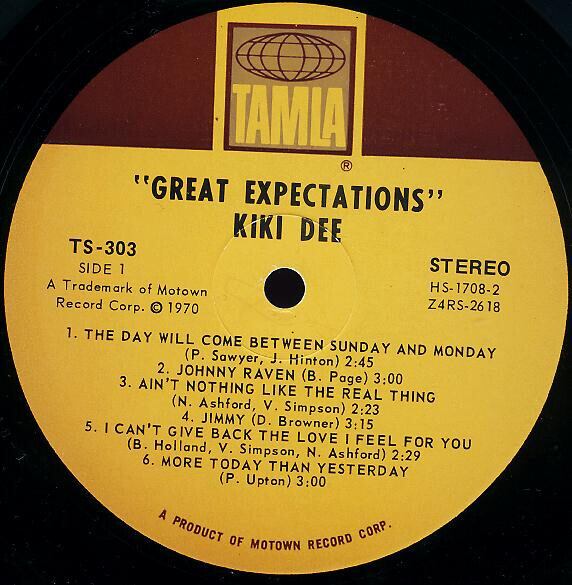 TAMLA
®
"GREAT EXPECTATIONS"
KIKI DEE
TS-303
SIDE 1
A Trademark of Motown
Record Corp. © 1970
STEREO
HS-1708-2
Z4RS-2618
1. THE DAY WILL COME BETWEEN SUNDAY AND MONDAY
(P. Sawyer, J. Hinton) 2:45
2. JOHNNY RAVEN (B. Page) 3:00
3. AIN'T NOTHING LIKE THE REAL THING
(N. Ashford, V. Simpson) 2:23
4. JIMMY (D. Browner) 3:15
5. I CAN'T GIVE BACK THE LOVE I FEEL FOR YOU
(B. Holland, V. Simpson, N. Ashford) 2:29
6. MORE TODAY THAN YESTERDAY
(P. Upton) 3:00
A PRODUCT OF MOTOWN RECORD CORP.